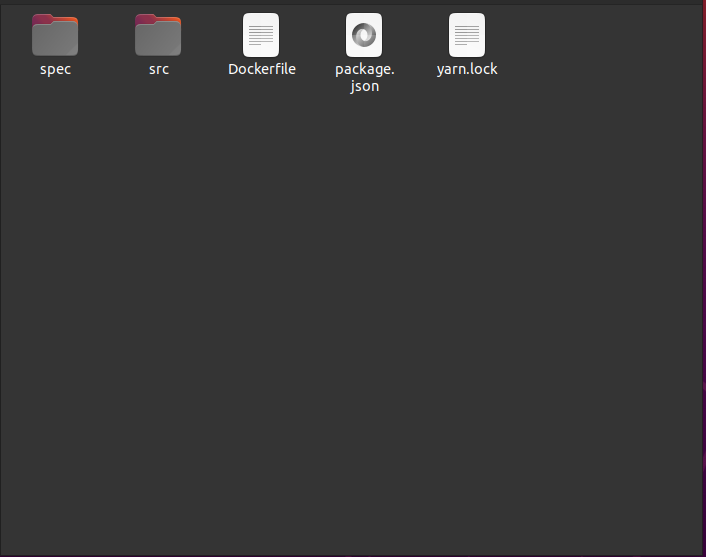 spec
src
Dockerfile
package.
json
yarn.lock